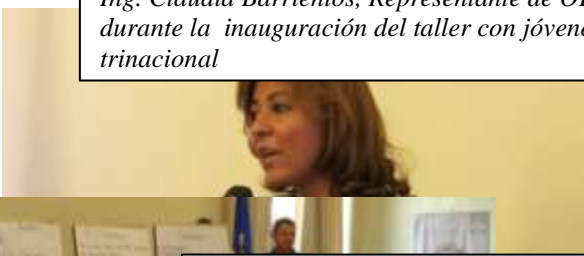 Ing. Claudia Barrientos, Representante de
durante la inauguración del taller con
trinacional